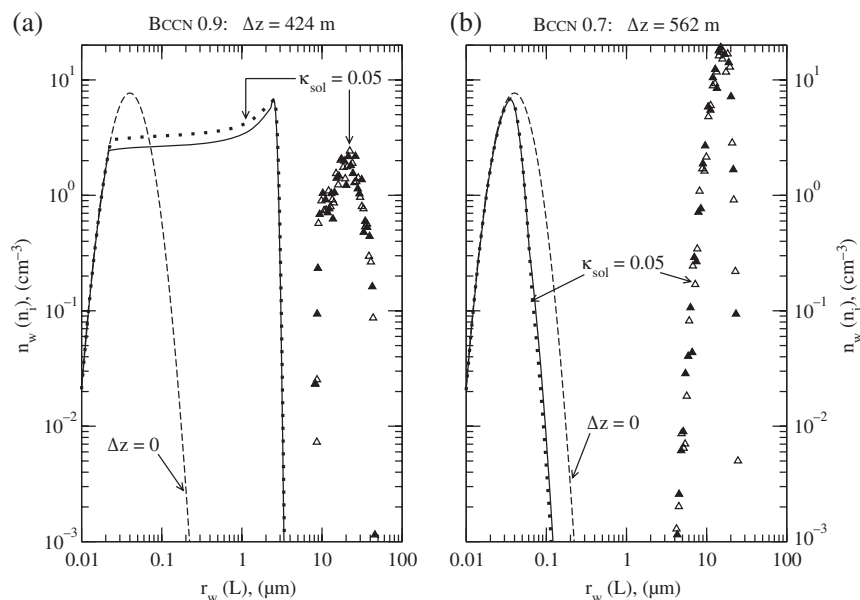 (a) BCCN 0.9: Δz = 424 m
(b) BCCN 0.7: Δz = 562 m
10¹
10⁰
10⁻¹
10⁻²
10⁻³
n_w (n_i), (cm⁻³)
κ_sol = 0.05
Δz = 0
0.01 0.1 1 10 100
r_w (L), (μm)
κ_sol = 0.05
Δz = 0
0.01 0.1 1 10 100
r_w (L), (μm)
10¹
10⁰
10⁻¹
10⁻²
10⁻³
n_w (n_i), (cm⁻³)